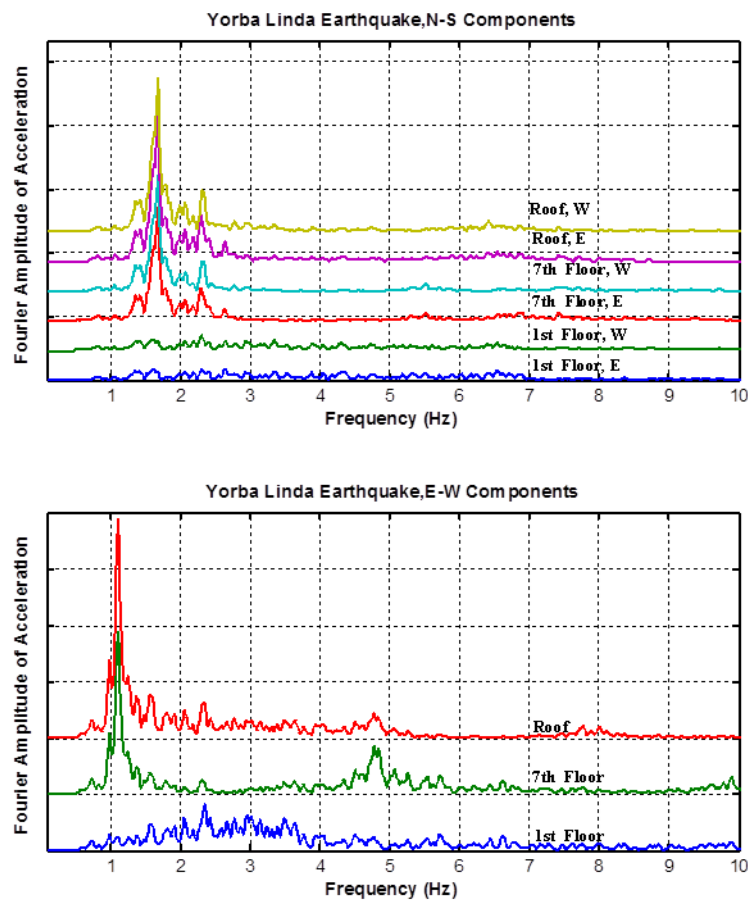 Yorba Linda Earthquake,N-S Components
Fourier Amplitude of Acceleration
Roof, W
Roof, E
7th Floor, W
7th Floor, E
1st Floor, W
1st Floor, E
1 2 3 4 5 6 7 8 9 10
Frequency (Hz)
Yorba Linda Earthquake,E-W Components
Fourier Amplitude of Acceleration
Roof
7th Floor
1st Floor
1 2 3 4 5 6 7 8 9 10
Frequency (Hz)